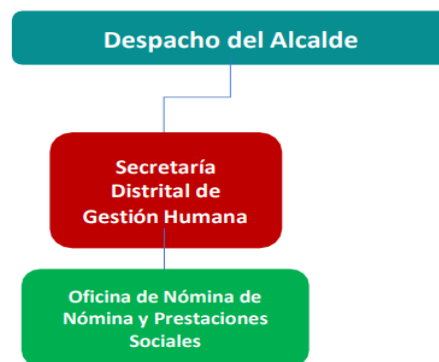 Despacho del Alcalde
Secretaría
Distrital de
Gestión Humana
Oficina de Nómina de
Nómina y Prestaciones
Sociales